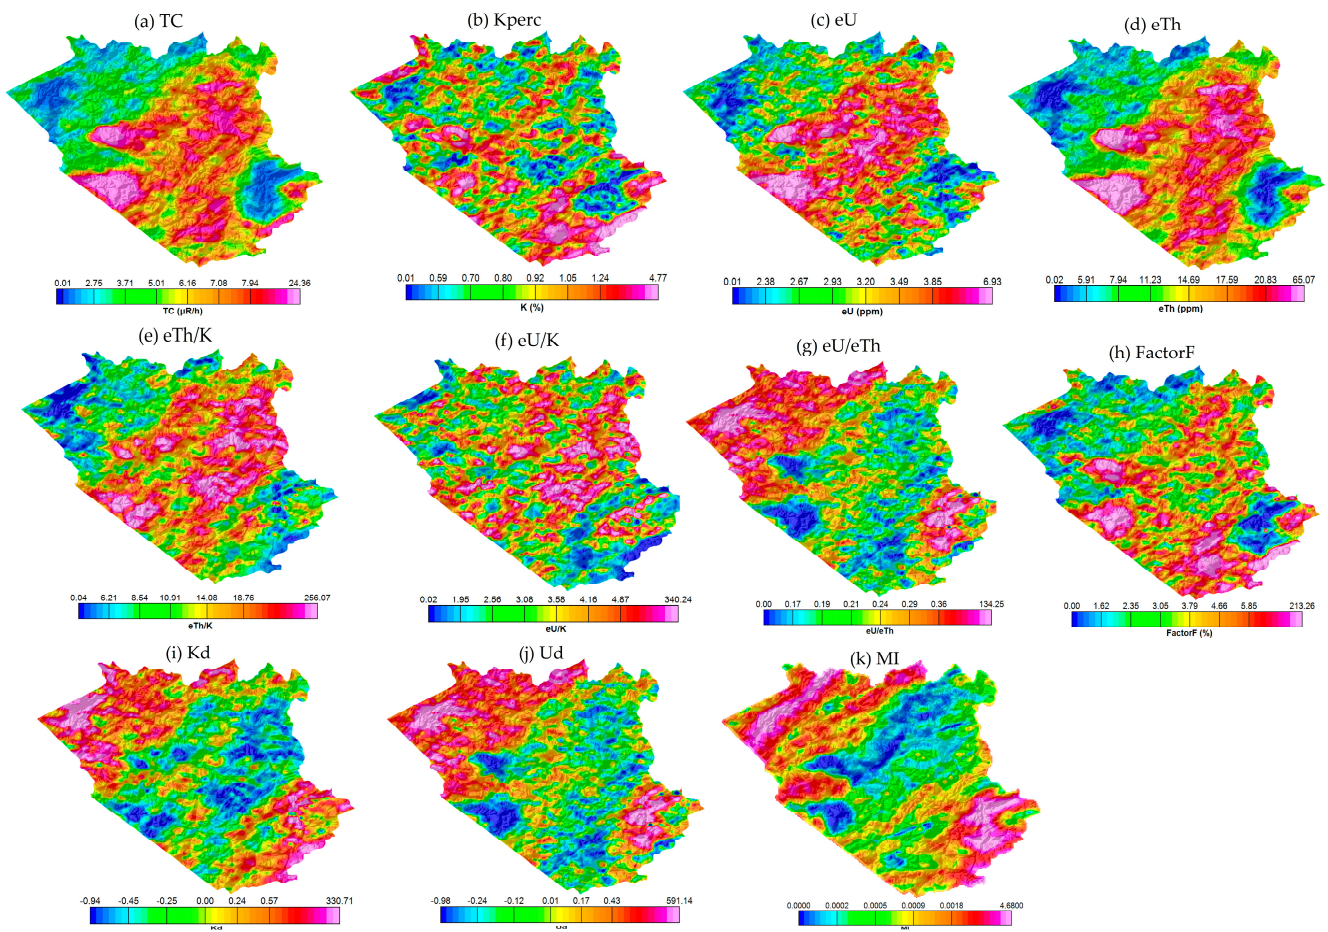 (a) TC
(b) Kperc
(c) eU
(d) eTh
0.01 2.75 3.71 5.01 6.16 7.08 7.94 24.36
TC (µR/h)
0.01 0.59 0.70 0.80 0.92 1.05 1.24 4.77
K (%)
0.01 2.38 2.67 2.93 3.20 3.49 3.85 6.93
eU (ppm)
0.02 5.91 7.94 11.23 14.69 17.59 20.83 65.07
eTh (ppm)
(e) eTh/K
(f) eU/K
(g) eU/eTh
(h) FactorF
0.04 6.21 8.54 10.01 14.08 18.76 256.07
eTh/K
0.02 1.95 2.56 3.06 3.58 4.16 4.87 340.24
eU/K
0.00 0.17 0.19 0.21 0.25 0.29 0.36 134.25
eU/eTh
0.00 1.62 2.35 3.05 3.79 4.66 5.85 213.26
FactorF (%)
(i) Kd
(j) Ud
(k) MI
-0.94 -0.45 -0.25 0.00 0.24 0.57 330.71
Kd
-0.98 -0.26 -0.12 0.01 0.17 0.43 591.14
Ud
0.0000 0.0002 0.0005 0.0009 0.0018 4.6800
MI